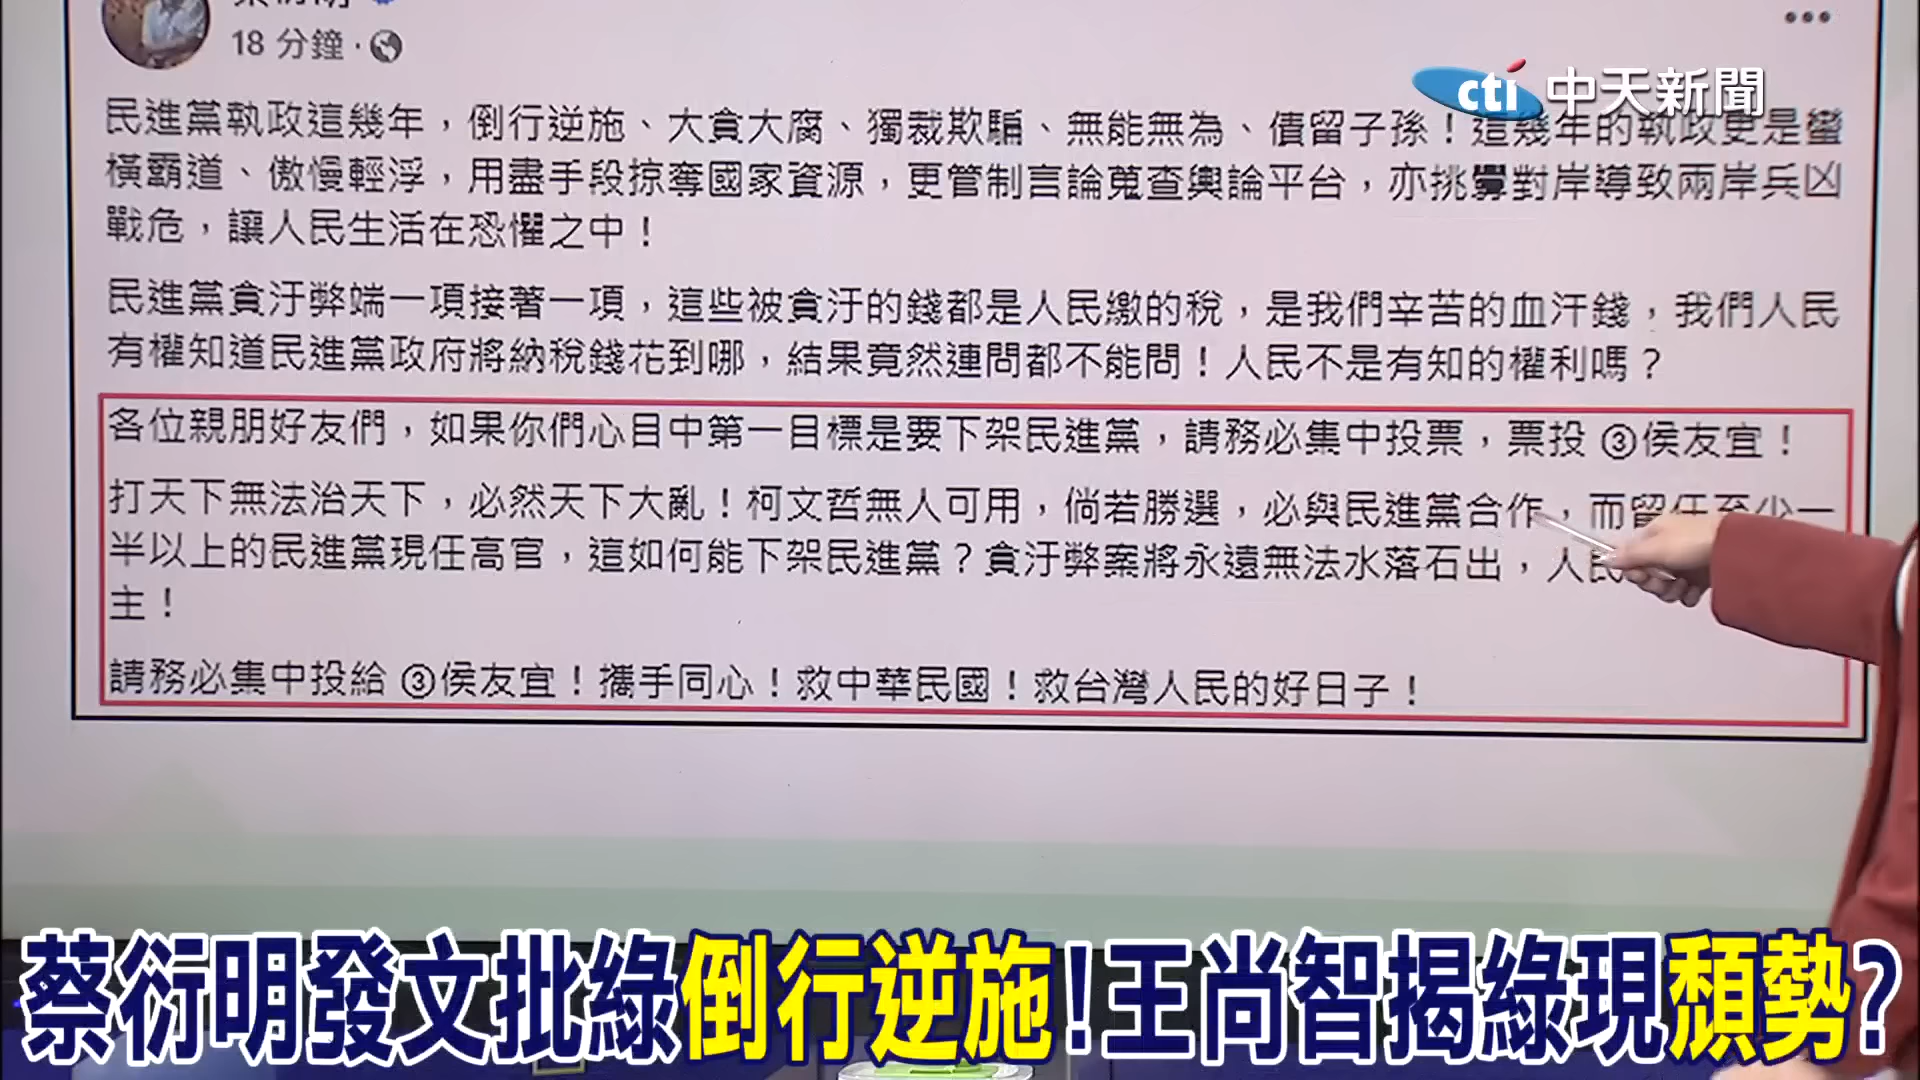 18 分鐘
cti 中天新聞
民進黨執政這幾年，倒行逆施、大貪大腐、獨裁欺騙、無能無為、債留子孫！這幾年的執政更是蠻
橫霸道、傲慢輕浮，用盡手段掠奪國家資源，更管制言論蒐查輿論平台，亦挑釁對岸導致兩岸兵凶
戰危，讓人民生活在恐懼之中！
民進黨貪汙弊端一項接著一項，這些被貪汙的錢都是人民繳的稅，是我們辛苦的血汗錢，我們人民
有權知道民進黨政府將納稅錢花到哪，結果竟然連問都不能問！人民不是有知的權利嗎？
各位親朋好友們，如果你們心目中第一目標是要下架民進黨，請務必集中投票，票投 ③侯友宜！
打天下無法治天下，必然天下大亂！柯文哲無人可用，倘若勝選，必與民進黨合作，而留任至少一
半以上的民進黨現任高官，這如何能下架民進黨？貪汙弊案將永遠無法水落石出，人民
主！
請務必集中投給 ③侯友宜！攜手同心！救中華民國！救台灣人民的好日子！
蔡衍明發文批綠倒行逆施！王尚智揭綠現頹勢？